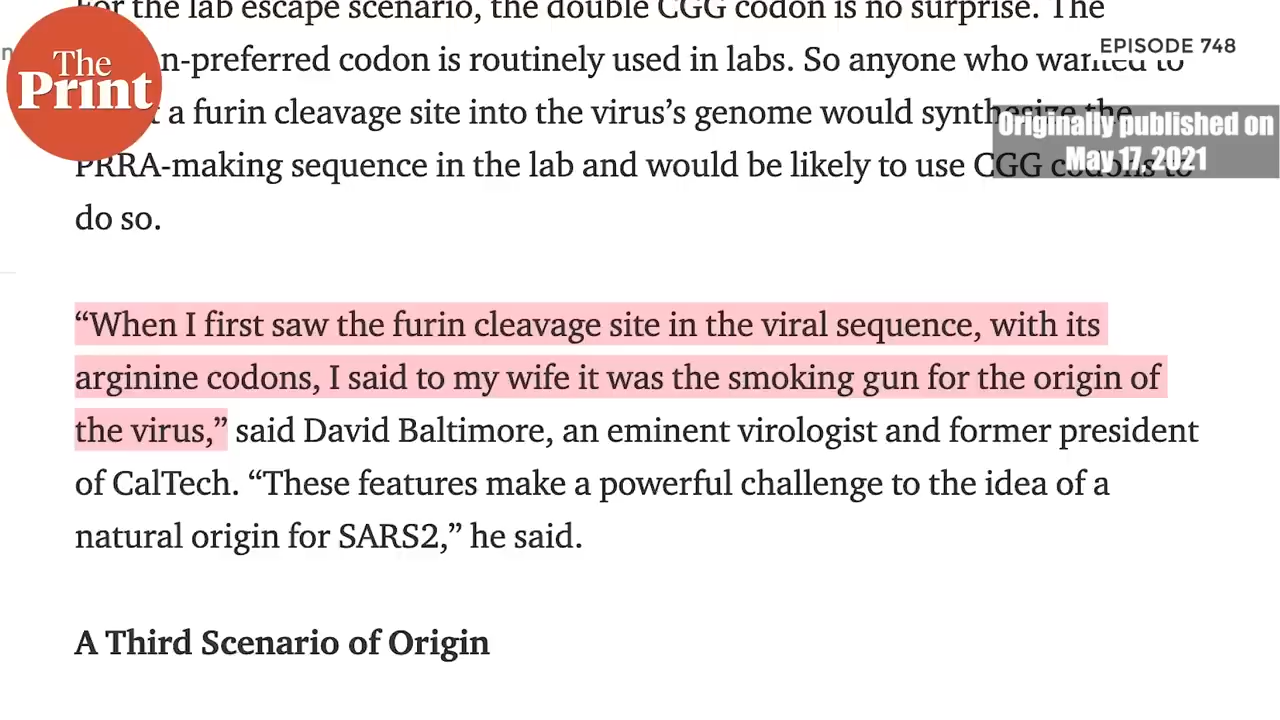 For the lab escape scenario, the double CGG codon is no surprise. The
The
Print
n-preferred codon is routinely used in labs. So anyone who wanted to
EPISODE 748
t a furin cleavage site into the virus’s genome would synthesize the
Originally published on
May 17, 2021
PRRA-making sequence in the lab and would be likely to use CGG codons to
do so.
“When I first saw the furin cleavage site in the viral sequence, with its
arginine codons, I said to my wife it was the smoking gun for the origin of
the virus,” said David Baltimore, an eminent virologist and former president
of CalTech. “These features make a powerful challenge to the idea of a
natural origin for SARS2,” he said.
A Third Scenario of Origin